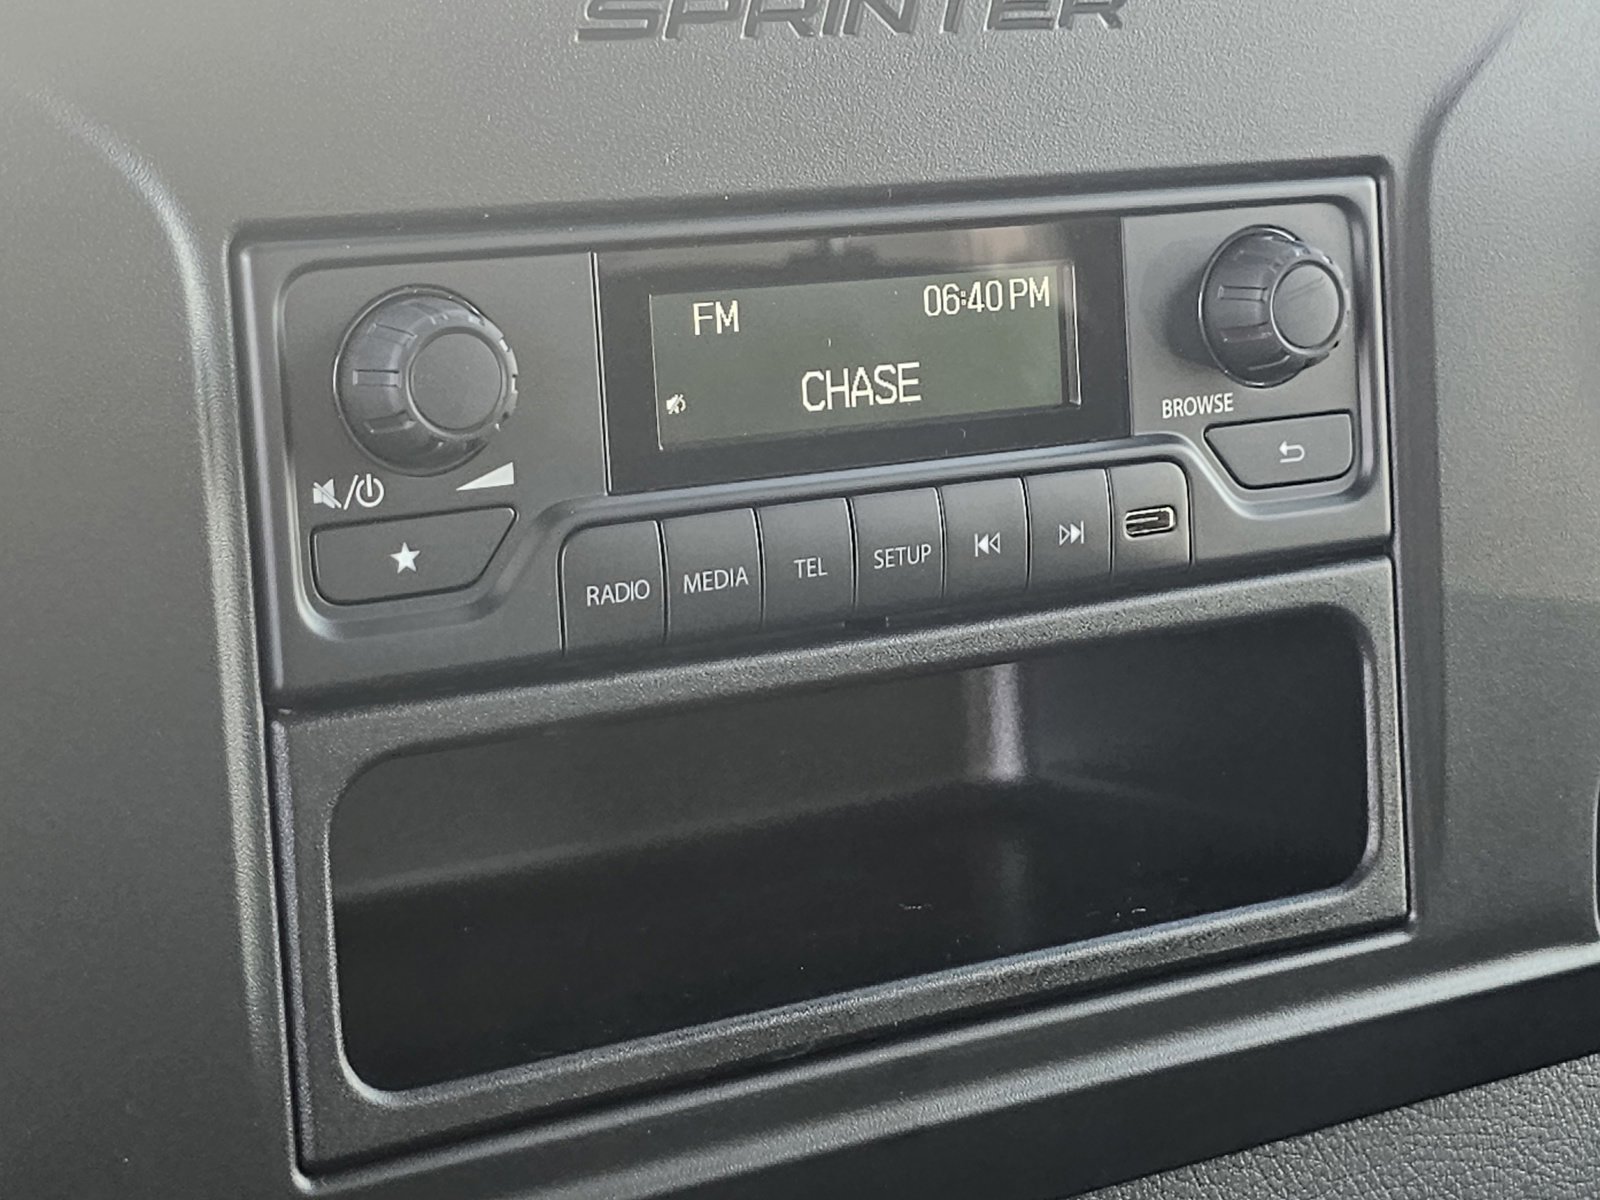 SPRINTER
FM
06:40 PM
CHASE
BROWSE
RADIO
MEDIA
TEL
SETUP